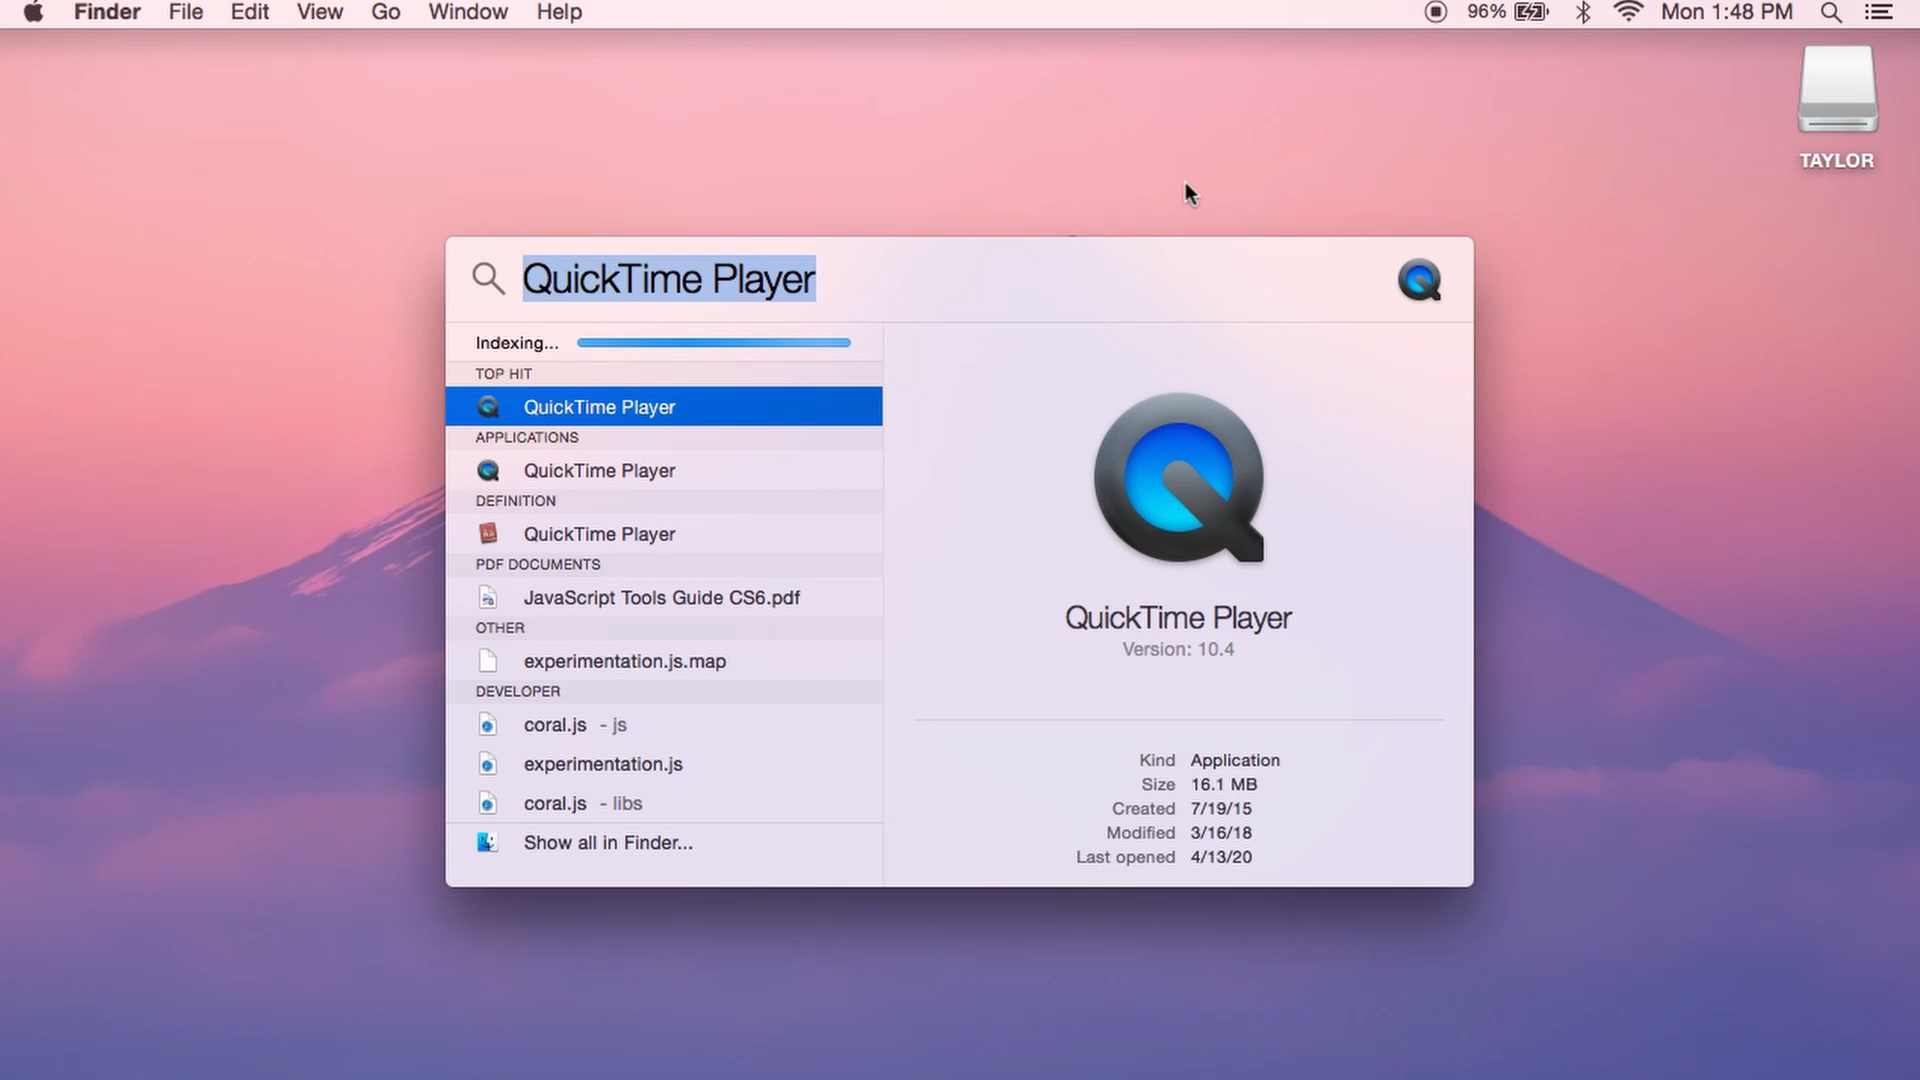 Finder File Edit View Go Window Help 96% Mon 1:48 PM
TAYLOR
QuickTime Player
Indexing...
TOP HIT
QuickTime Player
APPLICATIONS
QuickTime Player
DEFINITION
QuickTime Player
PDF DOCUMENTS
JavaScript Tools Guide CS6.pdf
OTHER
experimentation.js.map
DEVELOPER
coral.js - js
experimentation.js
coral.js - libs
Show all in Finder...
QuickTime Player
Version: 10.4
Kind Application
Size 16.1 MB
Created 7/19/15
Modified 3/16/18
Last opened 4/13/20